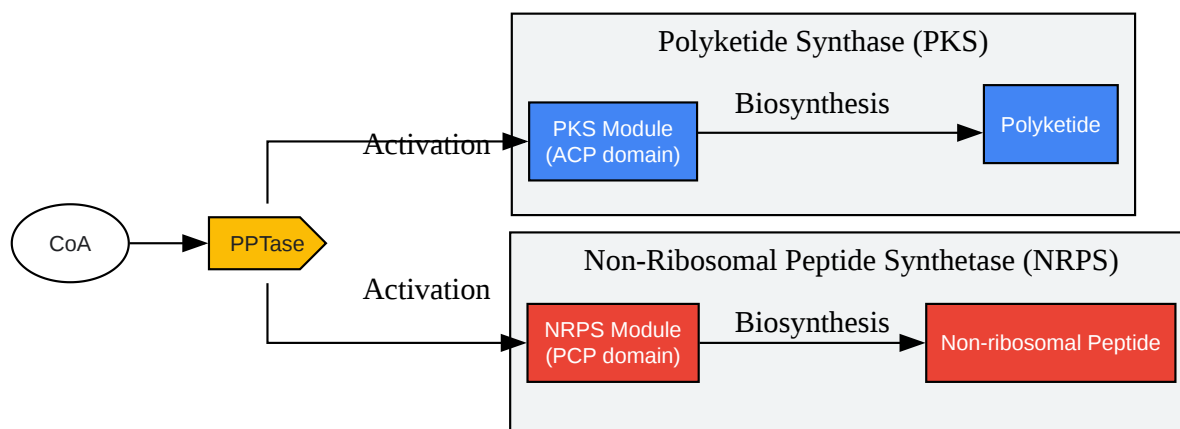 Polyketide Synthase (PKS)
Biosynthesis
PKS Module
(ACP domain)
Polyketide
Activation
CoA
PPTase
Non-Ribosomal Peptide Synthetase (NRPS)
Activation
Biosynthesis
NRPS Module
(PCP domain)
Non-ribosomal Peptide